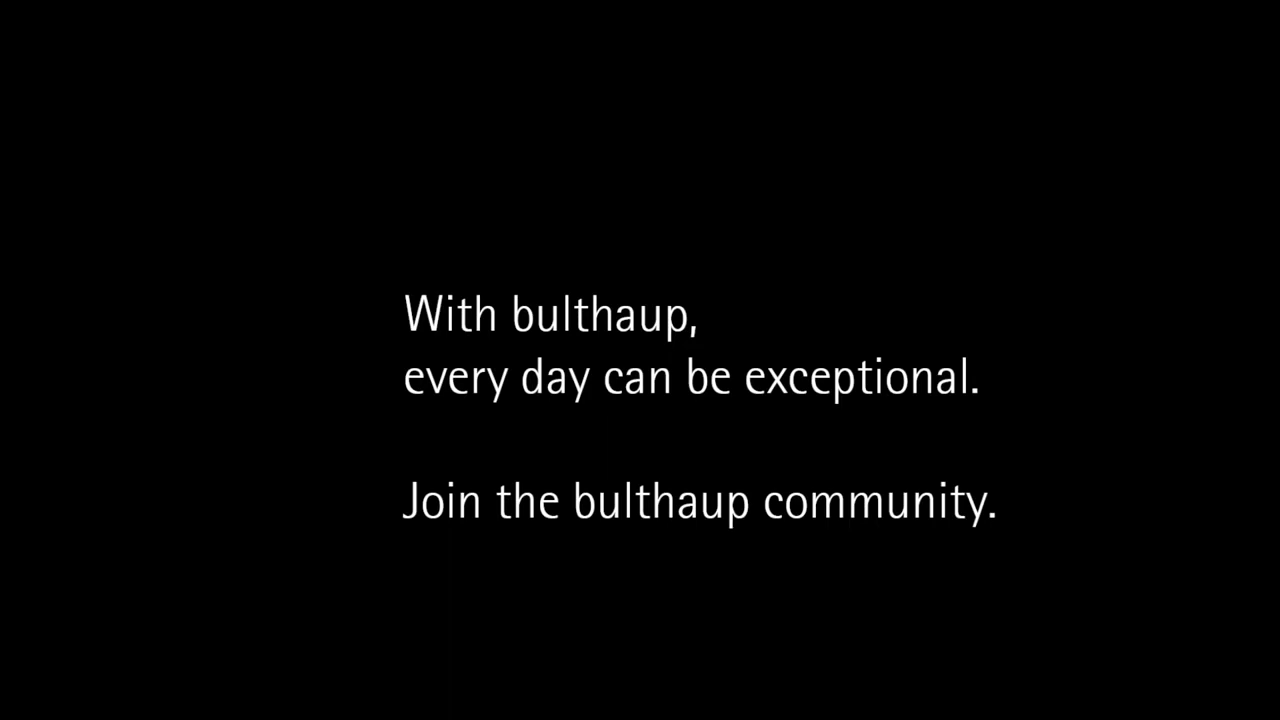 With bulthaup,
every day can be exceptional.
Join the bulthaup community.